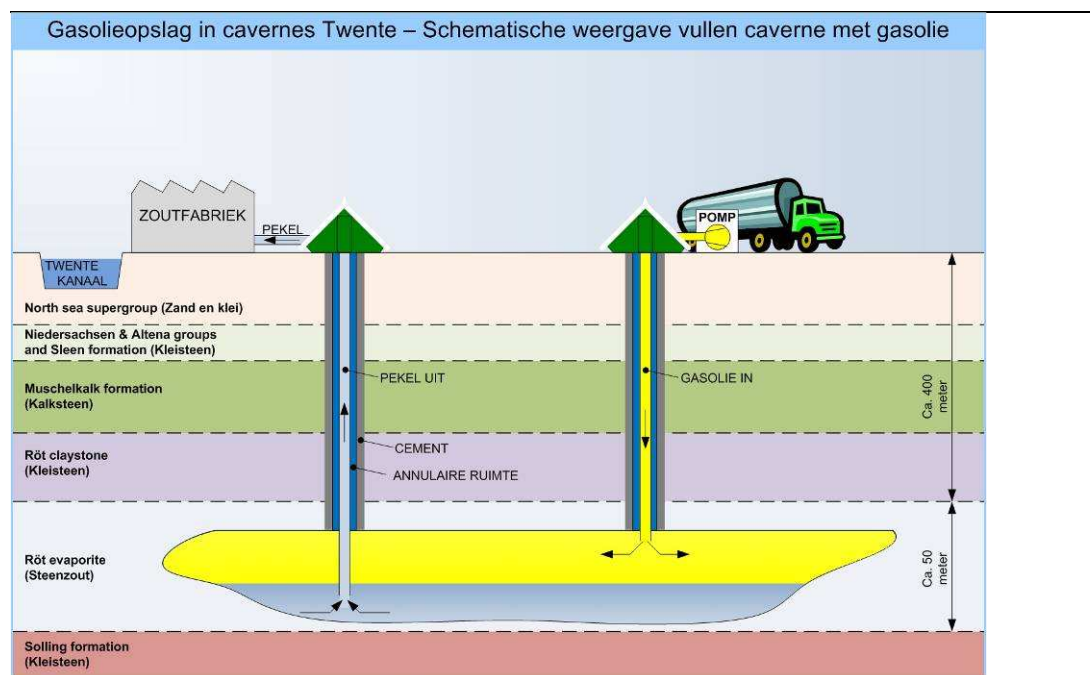 Gasolieopslag in cavernes Twente – Schematische weergave vullen caverne met gasolie
ZOUTFABRIEK
PEKEL
POMP
TWENTE
KANAAL
North sea supergroup (Zand en klei)
Niedersachsen & Altena groups
and Sleen formation (Kleisteen)
PEKEL UIT
GASOLIE IN
Muschelkalk formation
(Kalksteen)
Ca. 400
meter
CEMENT
Röt claystone
(Kleisteen)
ANNULAIRE RUIMTE
Röt evaporite
(Steenzout)
Ca. 50
meter
Solling formation
(Kleisteen)